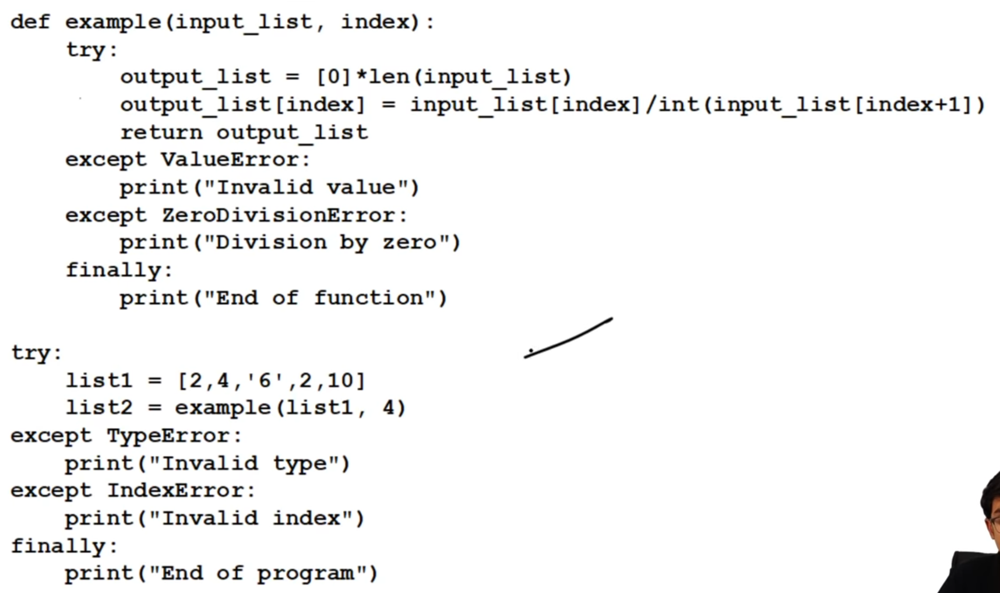 def example(input_list, index):
    try:
        output_list = [0]*len(input_list)
        output_list[index] = input_list[index]/int(input_list[index+1])
        return output_list
    except ValueError:
        print("Invalid value")
    except ZeroDivisionError:
        print("Division by zero")
    finally:
        print("End of function")

try:
    list1 = [2,4,'6',2,10]
    list2 = example(list1, 4)
except TypeError:
    print("Invalid type")
except IndexError:
    print("Invalid index")
finally:
    print("End of program")